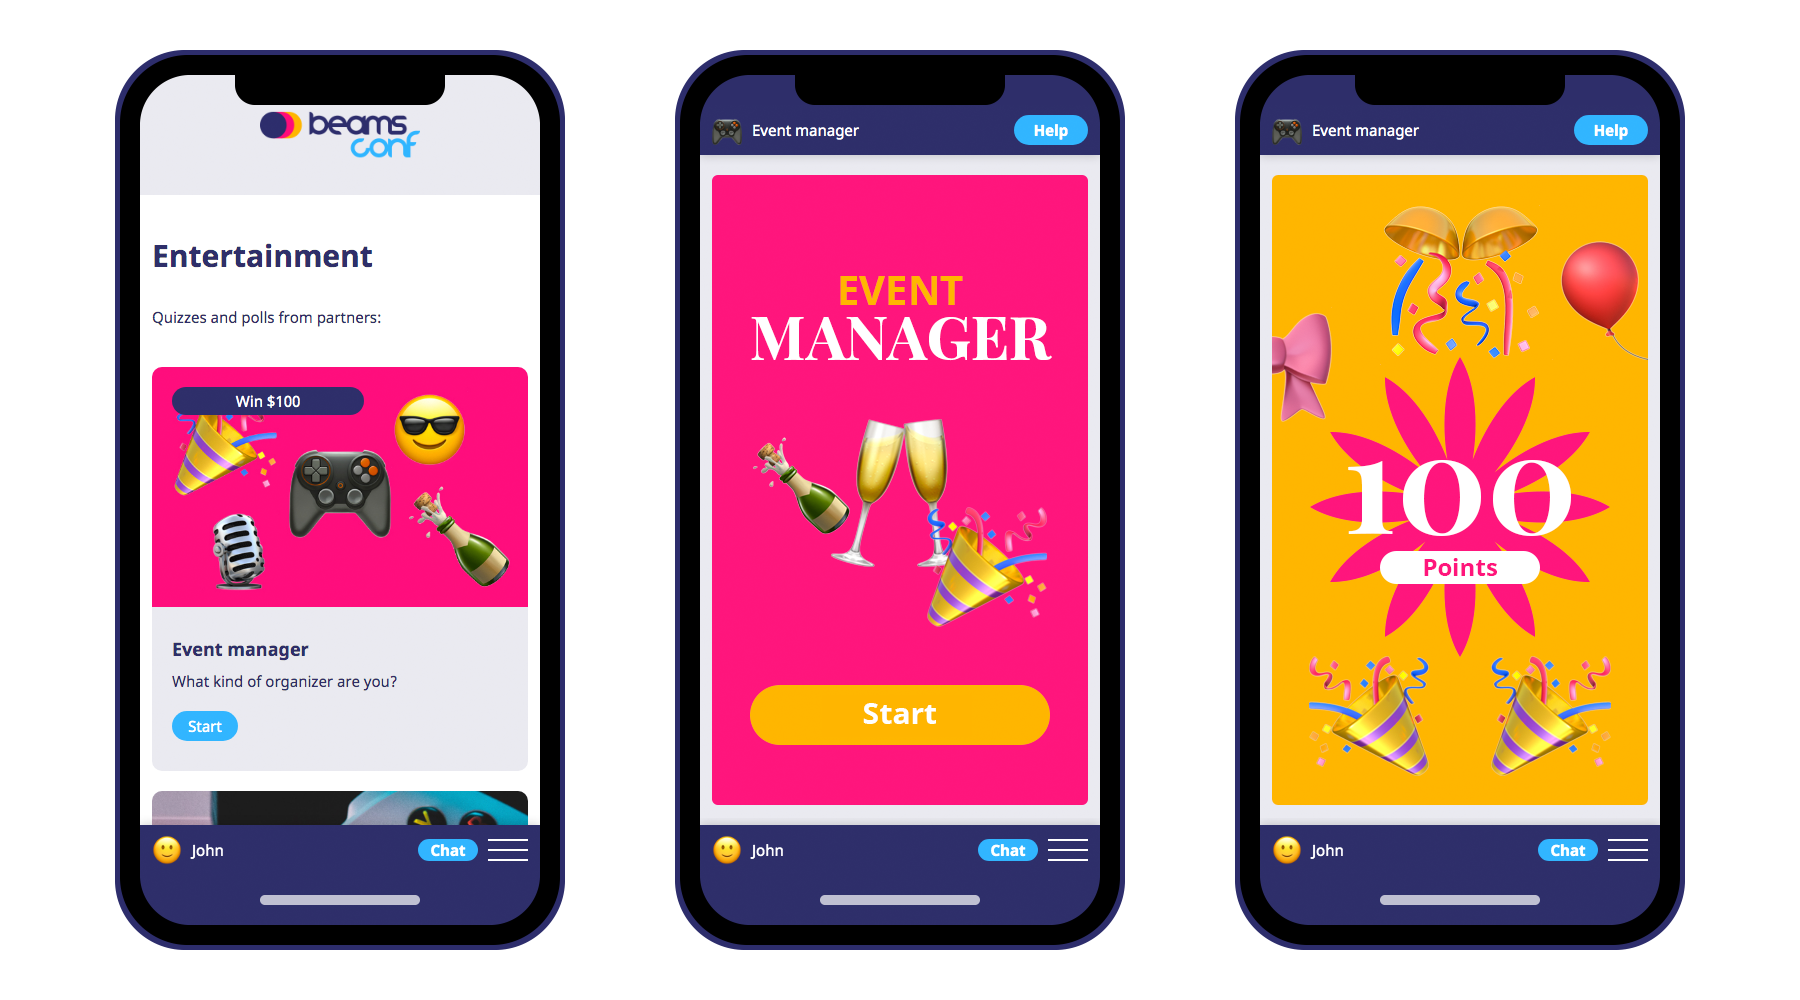 beams
conf
Entertainment
Quizzes and polls from partners:
Win $100
Event manager
What kind of organizer are you?
Start
John
Chat
Event manager
Help
EVENT
MANAGER
Start
John
Chat
Event manager
Help
100
Points
John
Chat